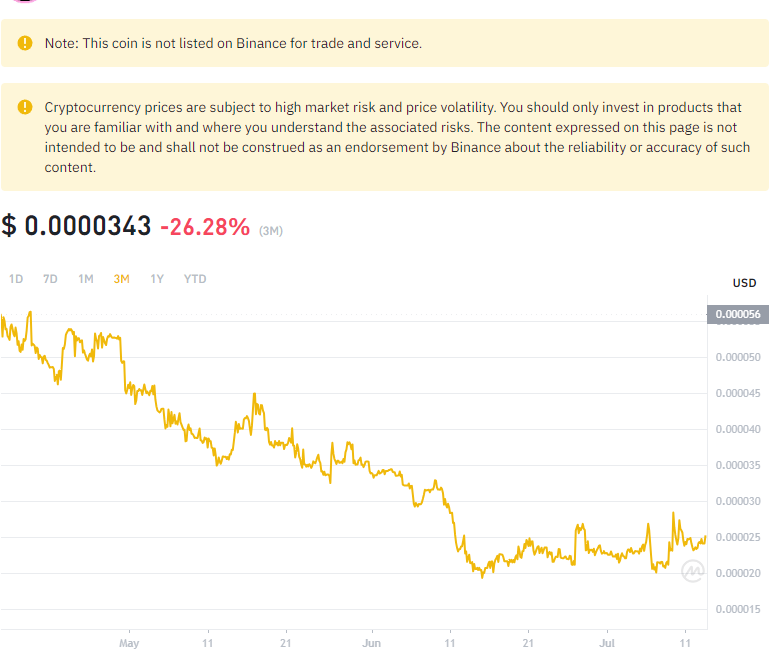 Note: This coin is not listed on Binance for trade and service.
Cryptocurrency prices are subject to high market risk and price volatility. You should only invest in products that
you are familiar with and where you understand the associated risks. The content expressed on this page is not
intended to be and shall not be construed as an endorsement by Binance about the reliability or accuracy of such
content.
$ 0.0000343 -26.28% (3M)
1D 7D 1M 3M 1Y YTD
USD
0.000056
0.000050
0.000045
0.000040
0.000035
0.000030
0.000025
0.000020
0.000015
May 11 21 Jun 11 21 Jul 11